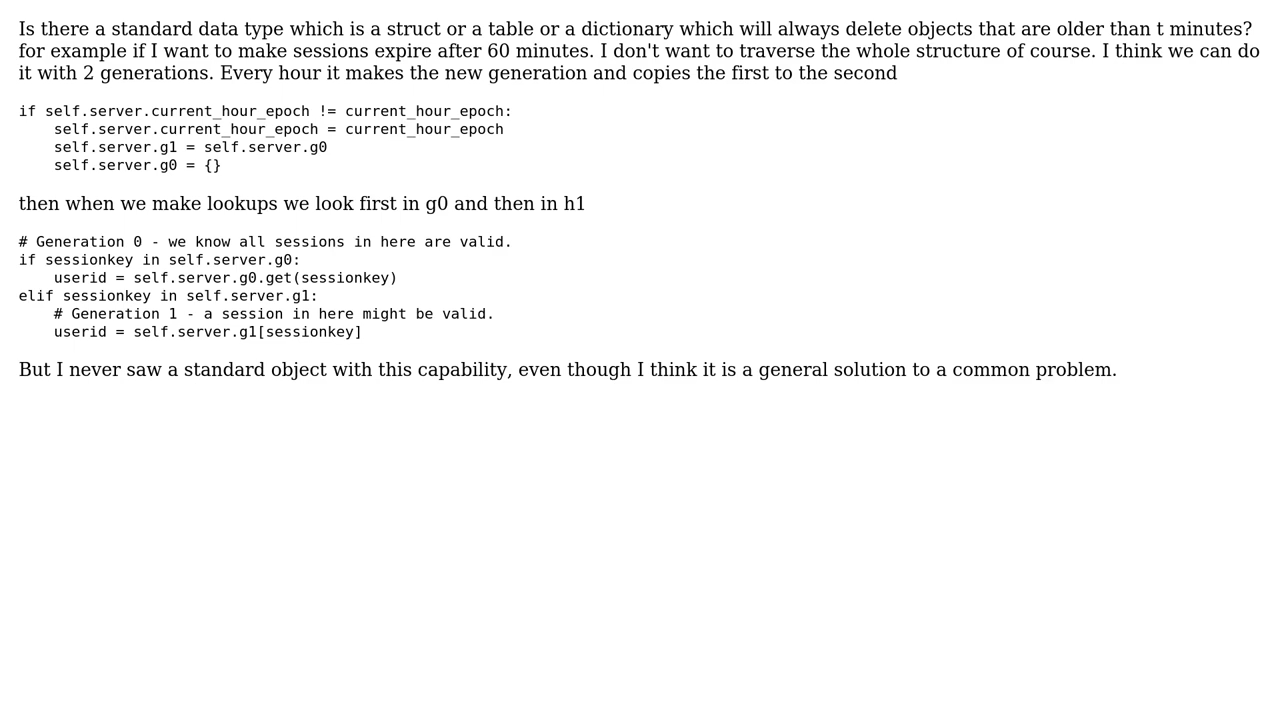 Is there a standard data type which is a struct or a table or a dictionary which will always delete objects that are older than t minutes?
for example if I want to make sessions expire after 60 minutes. I don't want to traverse the whole structure of course. I think we can do
it with 2 generations. Every hour it makes the new generation and copies the first to the second
if self.server.current_hour_epoch != current_hour_epoch:
    self.server.current_hour_epoch = current_hour_epoch
    self.server.g1 = self.server.g0
    self.server.g0 = {}
then when we make lookups we look first in g0 and then in h1
# Generation 0 - we know all sessions in here are valid.
if sessionkey in self.server.g0:
    userid = self.server.g0.get(sessionkey)
elif sessionkey in self.server.g1:
    # Generation 1 - a session in here might be valid.
    userid = self.server.g1[sessionkey]
But I never saw a standard object with this capability, even though I think it is a general solution to a common problem.